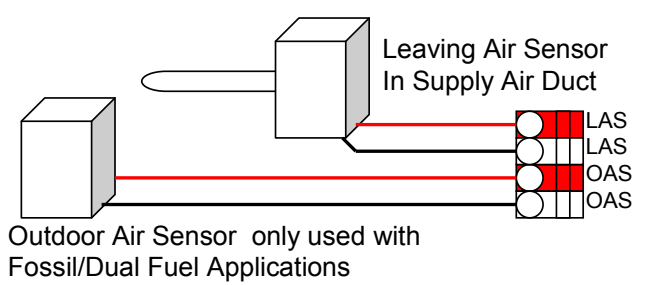 Leaving Air Sensor
In Supply Air Duct
LAS
LAS
OAS
OAS
Outdoor Air Sensor only used with
Fossil/Dual Fuel Applications